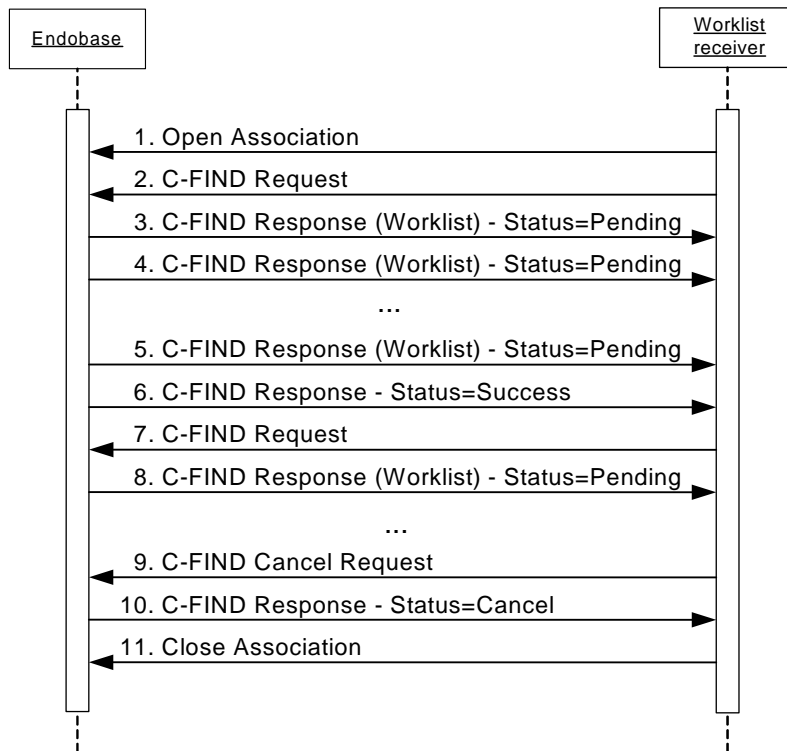 Endobase
Worklist
receiver
1. Open Association
2. C-FIND Request
3. C-FIND Response (Worklist) - Status=Pending
4. C-FIND Response (Worklist) - Status=Pending
...
5. C-FIND Response (Worklist) - Status=Pending
6. C-FIND Response - Status=Success
7. C-FIND Request
8. C-FIND Response (Worklist) - Status=Pending
...
9. C-FIND Cancel Request
10. C-FIND Response - Status=Cancel
11. Close Association